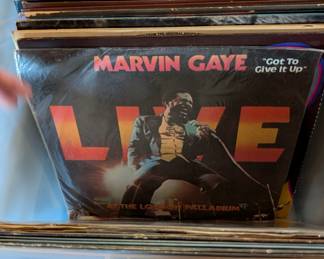 MARVIN GAYE
"Got To
Give it Up"
LIVE
AT THE LONDON PALLADIUM